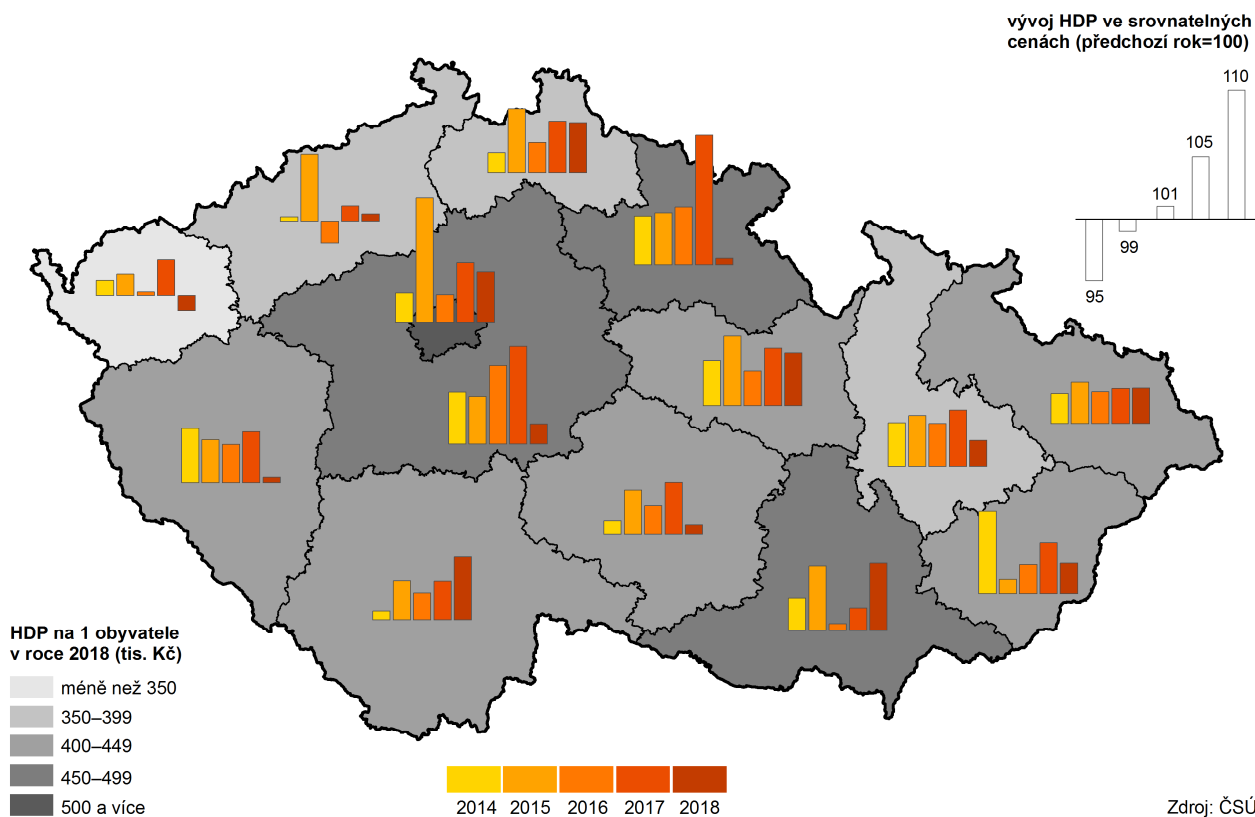 vývoj HDP ve srovnatelných
cenách (předchozí rok=100)
110
105
101
99
95
HDP na 1 obyvatele
v roce 2018 (tis. Kč)
méně než 350
350–399
400–449
450–499
500 a více
2014 2015 2016 2017 2018
Zdroj: ČSÚ